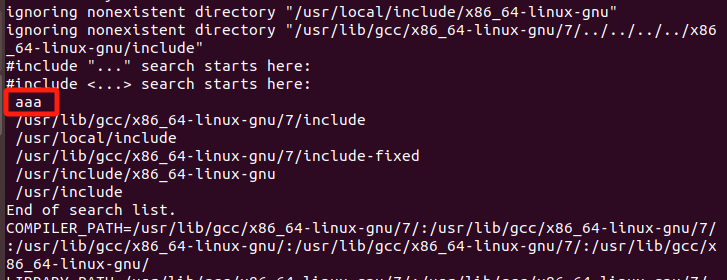 ignoring nonexistent directory "/usr/local/include/x86_64-linux-gnu"
ignoring nonexistent directory "/usr/lib/gcc/x86_64-linux-gnu/7/../../../../x86
_64-linux-gnu/include"
#include "..." search starts here:
#include <...> search starts here:
 aaa
 /usr/lib/gcc/x86_64-linux-gnu/7/include
 /usr/local/include
 /usr/lib/gcc/x86_64-linux-gnu/7/include-fixed
 /usr/include/x86_64-linux-gnu
 /usr/include
End of search list.
COMPILER_PATH=/usr/lib/gcc/x86_64-linux-gnu/7/:/usr/lib/gcc/x86_64-linux-gnu/7/
:/usr/lib/gcc/x86_64-linux-gnu/:/usr/lib/gcc/x86_64-linux-gnu/7/:/usr/lib/gcc/x
86_64-linux-gnu/